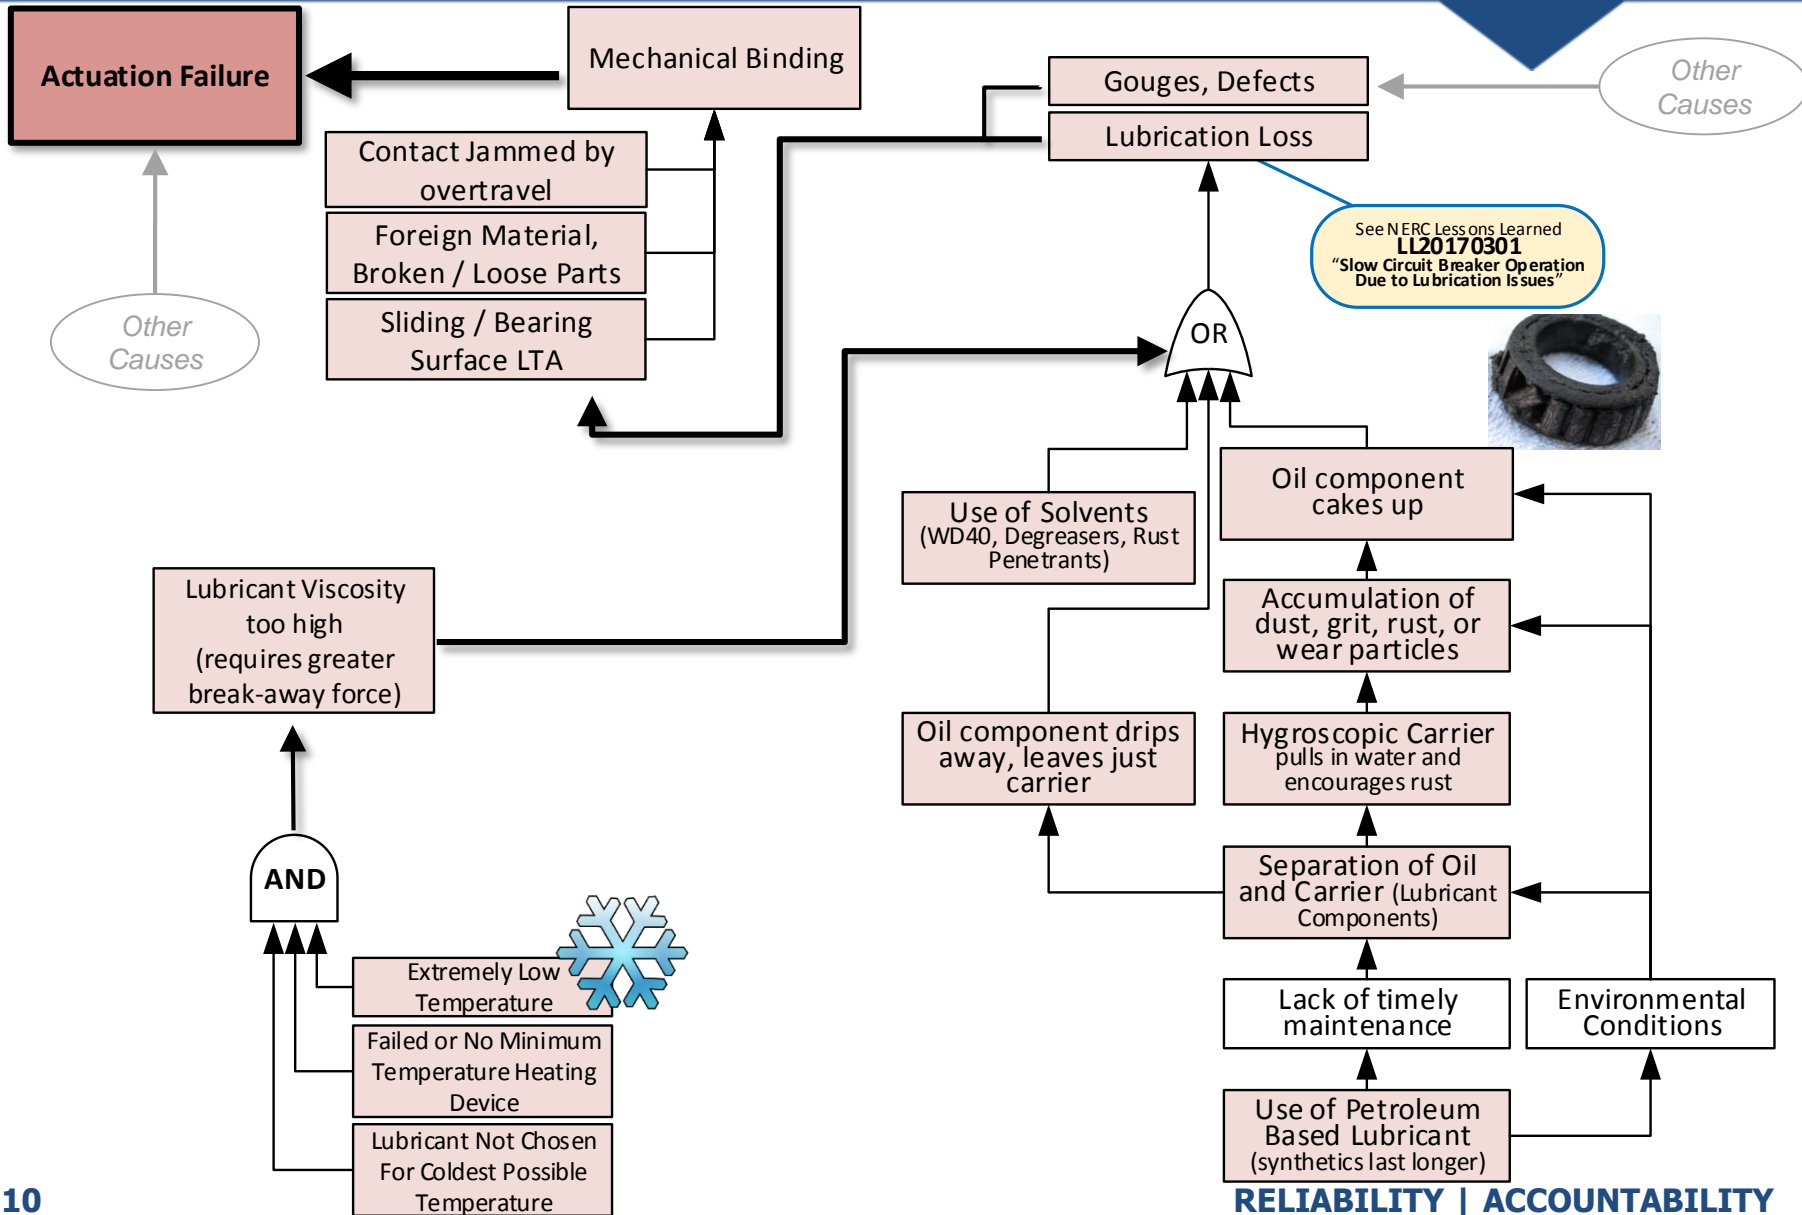 Actuation Failure
Mechanical Binding
Gouges, Defects
Lubrication Loss
Other
Causes
Contact Jammed by
overtravel
Foreign Material,
Broken / Loose Parts
Sliding / Bearing
Surface LTA
See NERC Lessons Learned
LL20170301
“Slow Circuit Breaker Operation
Due to Lubrication Issues”
Other
Causes
OR
Use of Solvents
(WD40, Degreasers, Rust
Penetrants)
Oil component
cakes up
Lubricant Viscosity
too high
(requires greater
break-away force)
Accumulation of
dust, grit, rust, or
wear particles
Oil component drips
away, leaves just
carrier
Hygroscopic Carrier
pulls in water and
encourages rust
AND
Separation of Oil
and Carrier (Lubricant
Components)
Extremely Low
Temperature
Failed or No Minimum
Temperature Heating
Device
Lubricant Not Chosen
For Coldest Possible
Temperature
Lack of timely
maintenance
Environmental
Conditions
Use of Petroleum
Based Lubricant
(synthetics last longer)
10
RELIABILITY | ACCOUNTABILITY